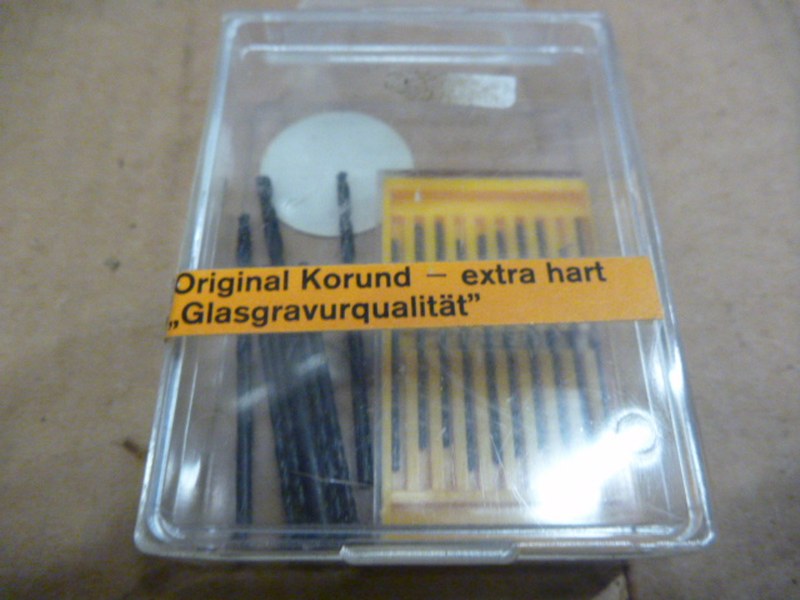 Original Korund – extra hart
„Glasgravurqualität”